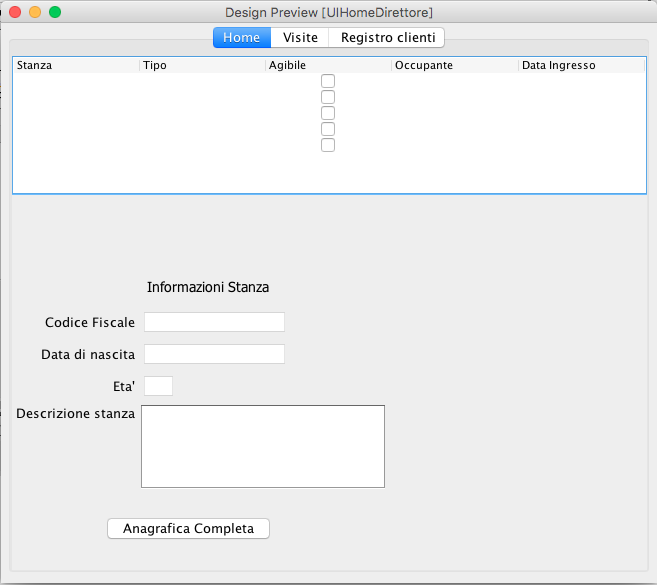 Design Preview [UIHomeDirettore]
Home Visite Registro clienti
Stanza Tipo Agibile Occupante Data Ingresso
Informazioni Stanza
Codice Fiscale
Data di nascita
Eta'
Descrizione stanza
Anagrafica Completa